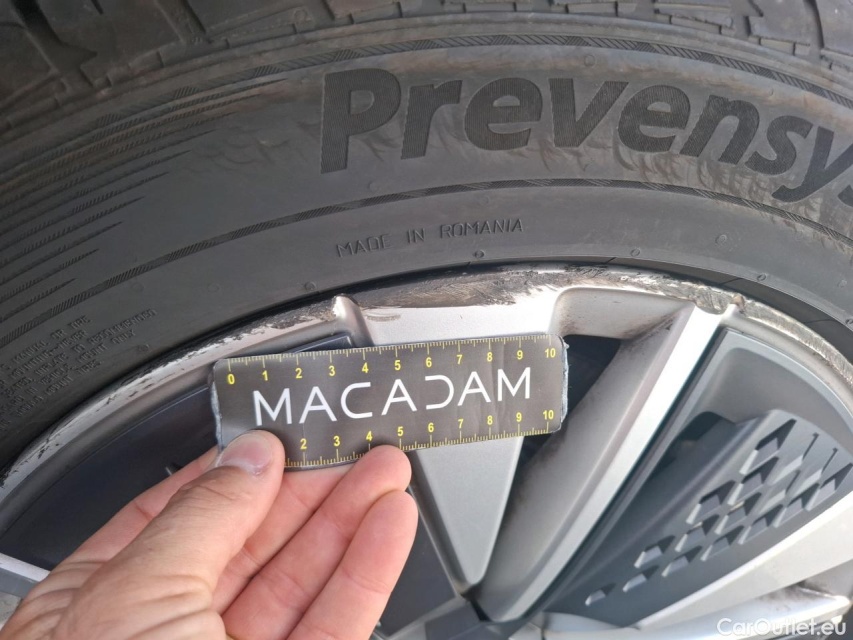 Prevensys
MADE IN ROMANIA
0 1 2 3 4 5 6 7 8 9 10
MACADAM
2 3 4 5 6 7 8 9 10
CarOutlet.eu